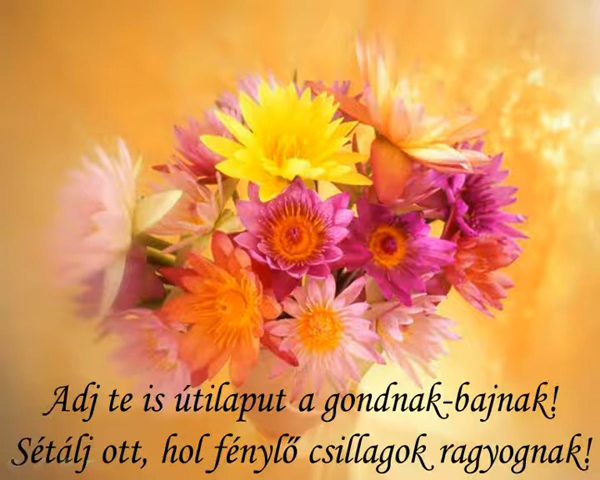 Adj te is útilaput a gondnak-bajnak!
Sétálj ott, hol fénylő csillagok ragyognak!